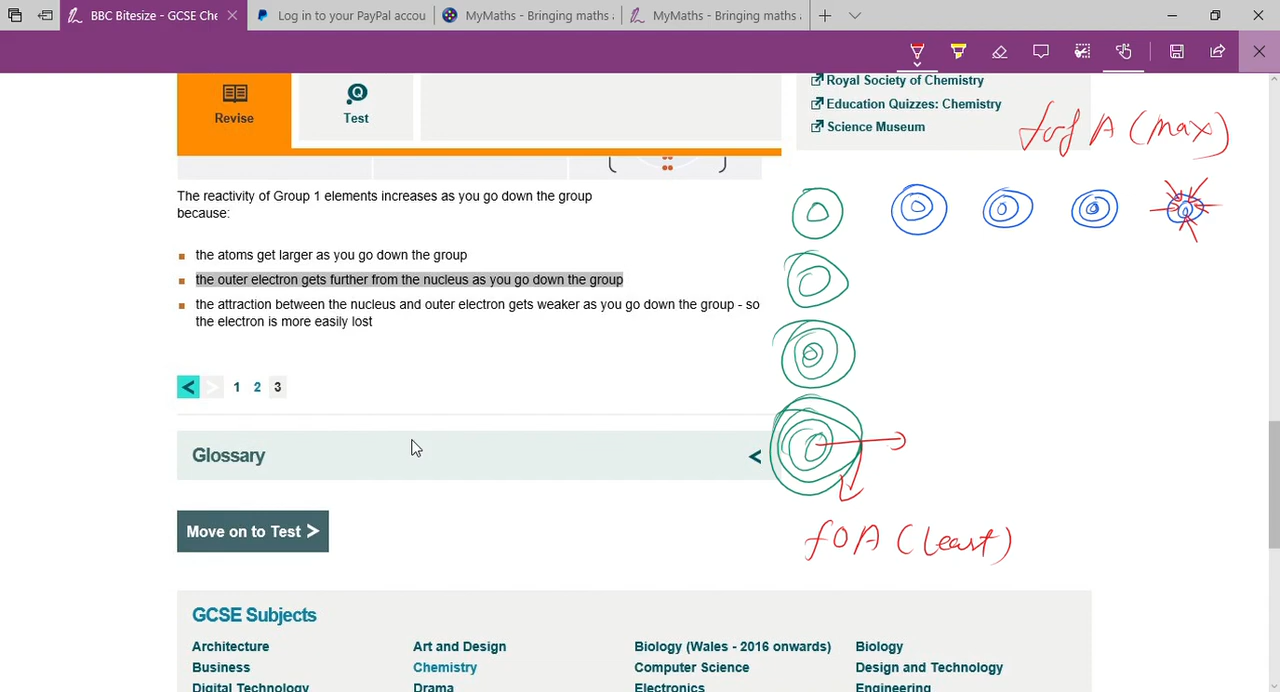 BBC Bitesize - GCSE Che
Log in to your PayPal accou
MyMaths - Bringing maths a
MyMaths - Bringing maths a
Revise
Test
Royal Society of Chemistry
Education Quizzes: Chemistry
Science Museum
f of A (max)
The reactivity of Group 1 elements increases as you go down the group
because:
the atoms get larger as you go down the group
the outer electron gets further from the nucleus as you go down the group
the attraction between the nucleus and outer electron gets weaker as you go down the group - so
the electron is more easily lost
< > 1 2 3
Glossary <
Move on to Test >
fOA (least)
GCSE Subjects
Architecture
Art and Design
Biology (Wales - 2016 onwards)
Biology
Business
Chemistry
Computer Science
Design and Technology
Digital Technology
Drama
Electronics
Engineering